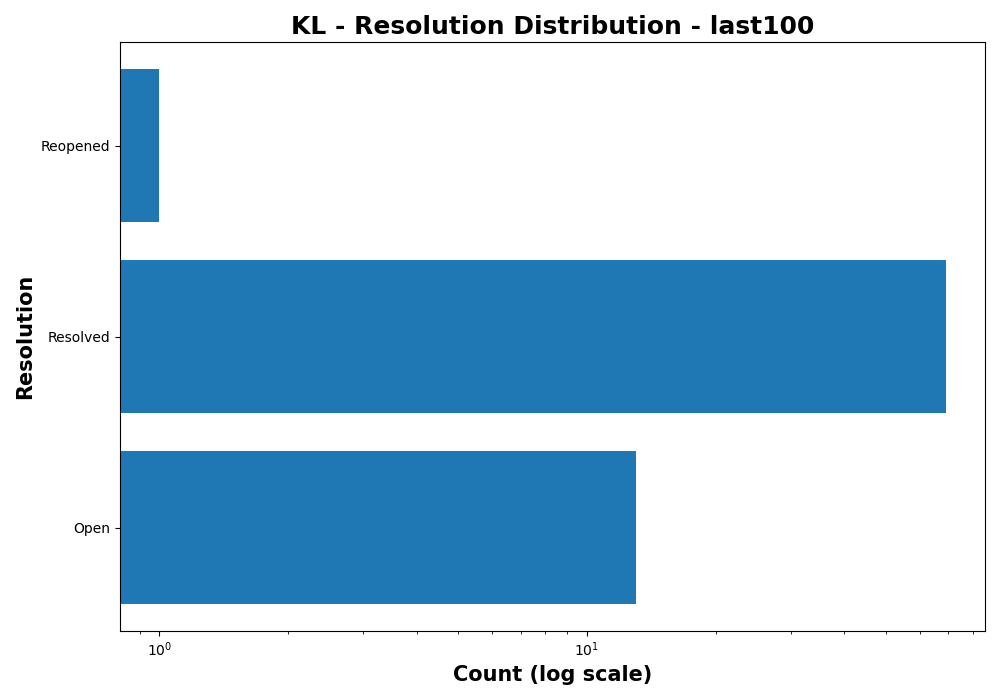 KL - Resolution Distribution - last100
Resolution
Reopened
Resolved
Open
10⁰
10¹
Count (log scale)